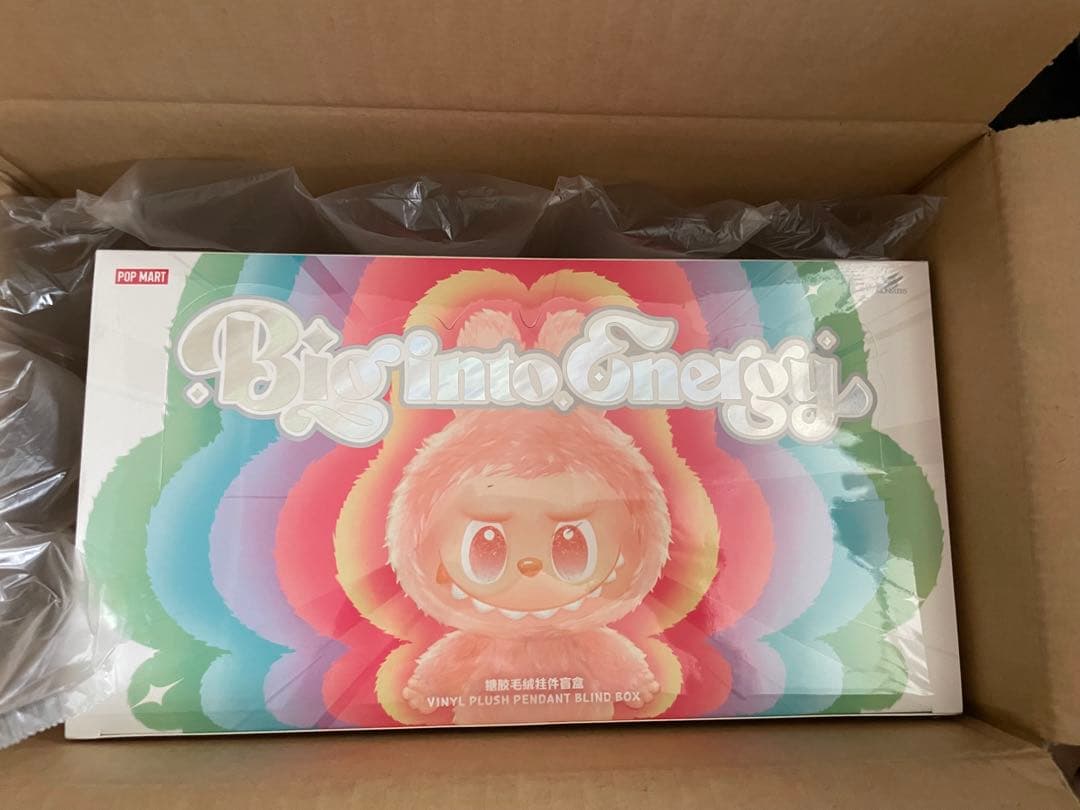 POP MART
Big into Energy
搪胶毛绒挂件盲盒
VINYL PLUSH PENDANT BLIND BOX